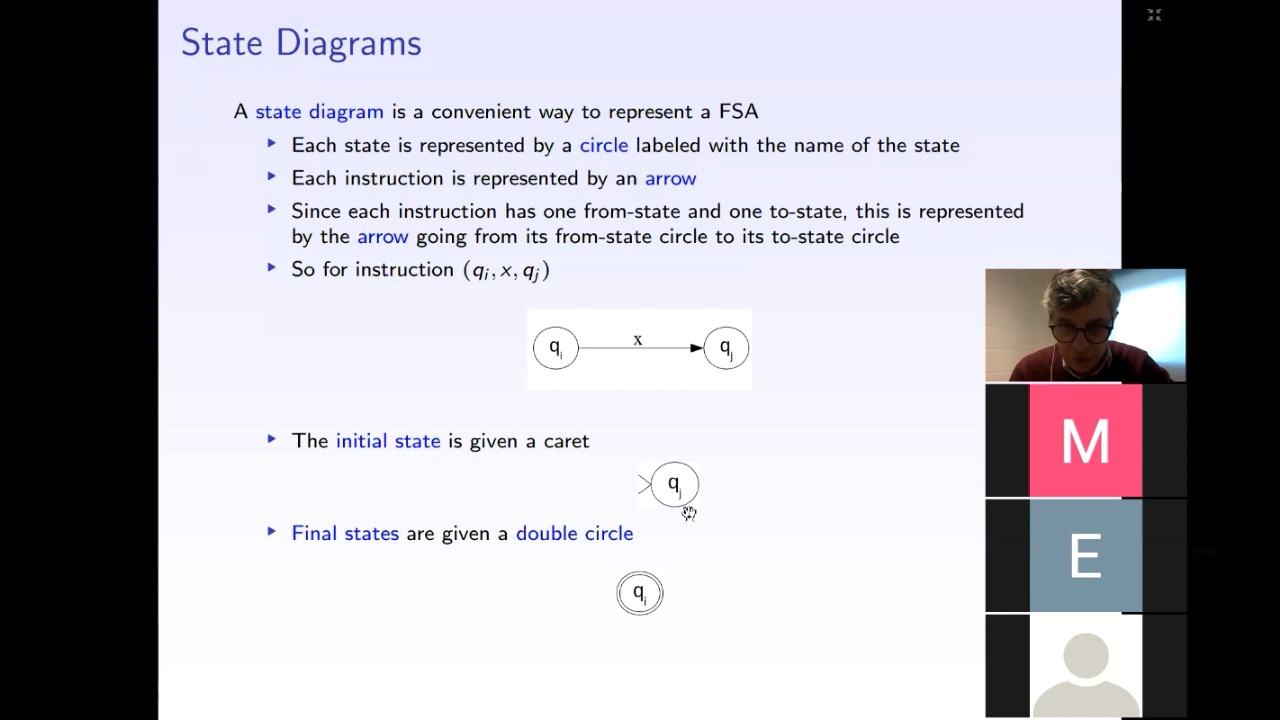 State Diagrams
A state diagram is a convenient way to represent a FSA
Each state is represented by a circle labeled with the name of the state
Each instruction is represented by an arrow
Since each instruction has one from-state and one to-state, this is represented
by the arrow going from its from-state circle to its to-state circle
So for instruction (qᵢ, x, qⱼ)
qᵢ x qⱼ
The initial state is given a caret
qⱼ
Final states are given a double circle
qᵢ
M
E